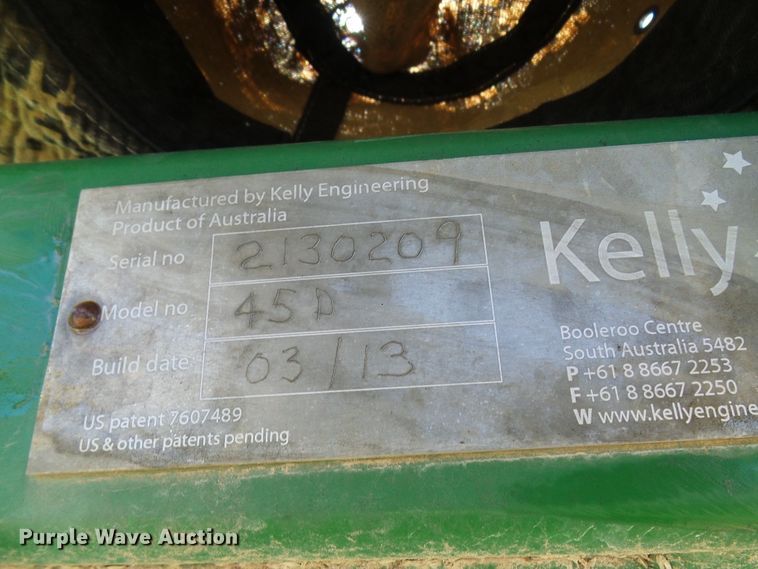 Manufactured by Kelly Engineering
Product of Australia
Serial no 2130209
Model no 45D
Build date 03/13
US patent 7607489
US & other patents pending
Kelly
Booleroo Centre
South Australia 5482
P +61 8 8667 2253
F +61 8 8667 2250
W www.kellyengine
Purple Wave Auction